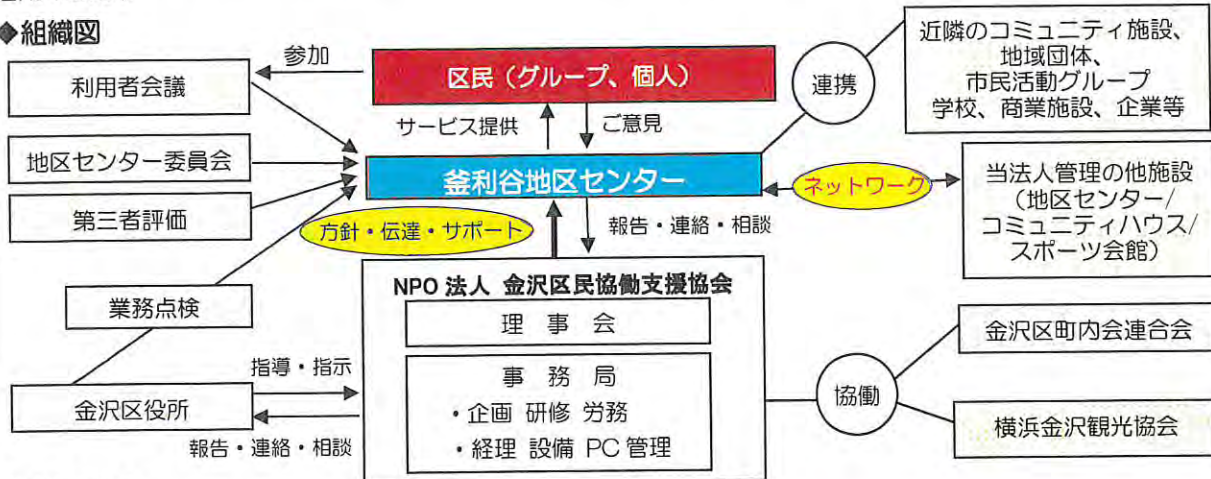 ◆組織図
参加
利用者会議
区民（グループ、個人）
連携
近隣のコミュニティ施設、
地域団体、
市民活動グループ
学校、商業施設、企業等
サービス提供
ご意見
地区センター委員会
釜利谷地区センター
ネットワーク
当法人管理の他施設
（地区センター/
コミュニティハウス/
スポーツ会館）
第三者評価
方針・伝達・サポート
報告・連絡・相談
NPO 法人 金沢区民協働支援協会
理 事 会
業務点検
金沢区町内会連合会
指導・指示
事 務 局
・企画 研修 労務
・経理 設備 PC 管理
協働
金沢区役所
報告・連絡・相談
横浜金沢観光協会